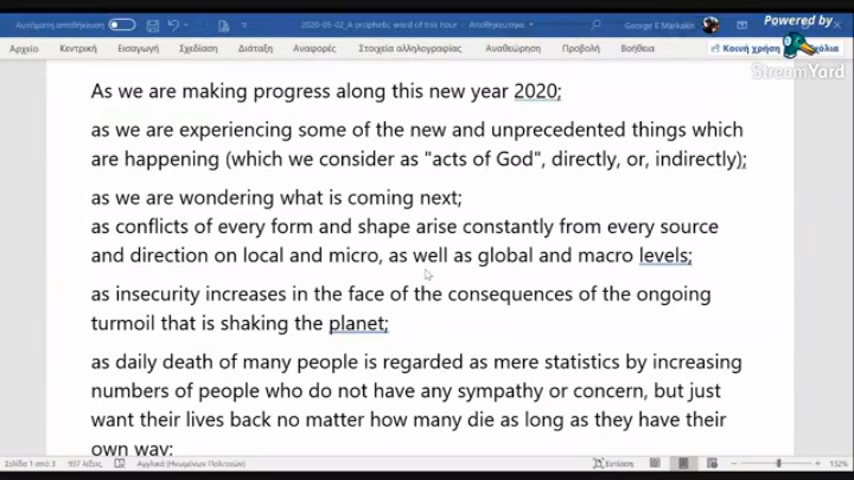 Αυτόματη αποθήκευση
2020-05-02_A prophetic word of this hour - Αποθηκευτηκε
George E Markakis
Powered by
StreamYard
Αρχείο Κεντρική Εισαγωγή Σχεδίαση Διάταξη Αναφορές Στοιχεία αλληλογραφίας Αναθεώρηση Προβολή Βοήθεια Κοινή χρήση
As we are making progress along this new year 2020;
as we are experiencing some of the new and unprecedented things which
are happening (which we consider as "acts of God", directly, or, indirectly);
as we are wondering what is coming next;
as conflicts of every form and shape arise constantly from every source
and direction on local and micro, as well as global and macro levels;
as insecurity increases in the face of the consequences of the ongoing
turmoil that is shaking the planet;
as daily death of many people is regarded as mere statistics by increasing
numbers of people who do not have any sympathy or concern, but just
want their lives back no matter how many die as long as they have their
own way;
Σελίδα 1 από 3 937 λέξεις Αγγλικά (Ηνωμένων Πολιτειών) Εστίαση 132%